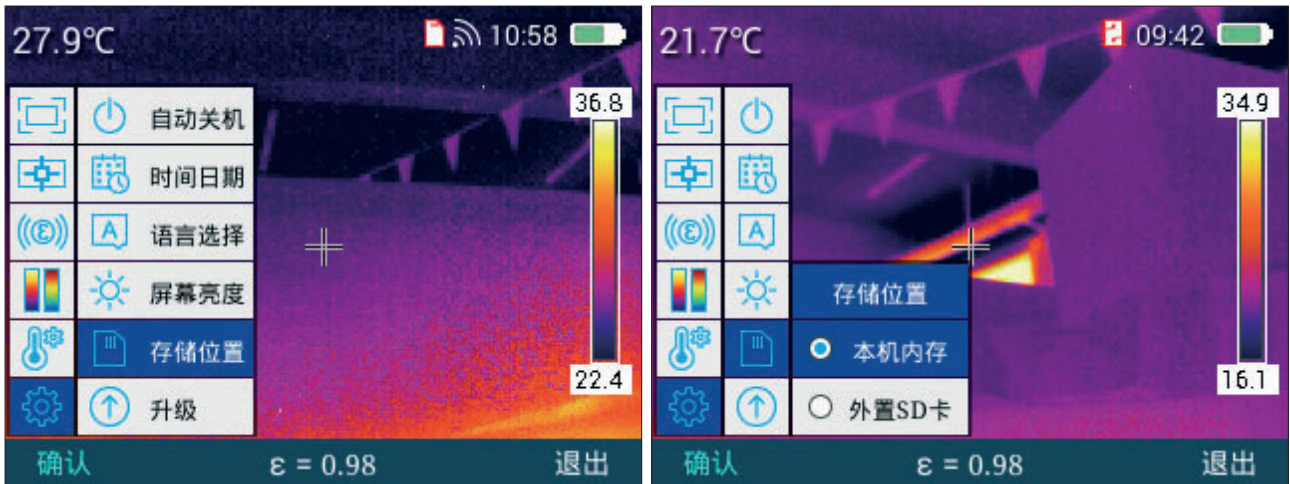 27.9℃
10:58
36.8
自动关机
时间日期
语言选择
屏幕亮度
存储位置
升级
22.4
确认
ε = 0.98
退出
21.7℃
09:42
34.9
存储位置
本机内存
外置SD卡
16.1
确认
ε = 0.98
退出